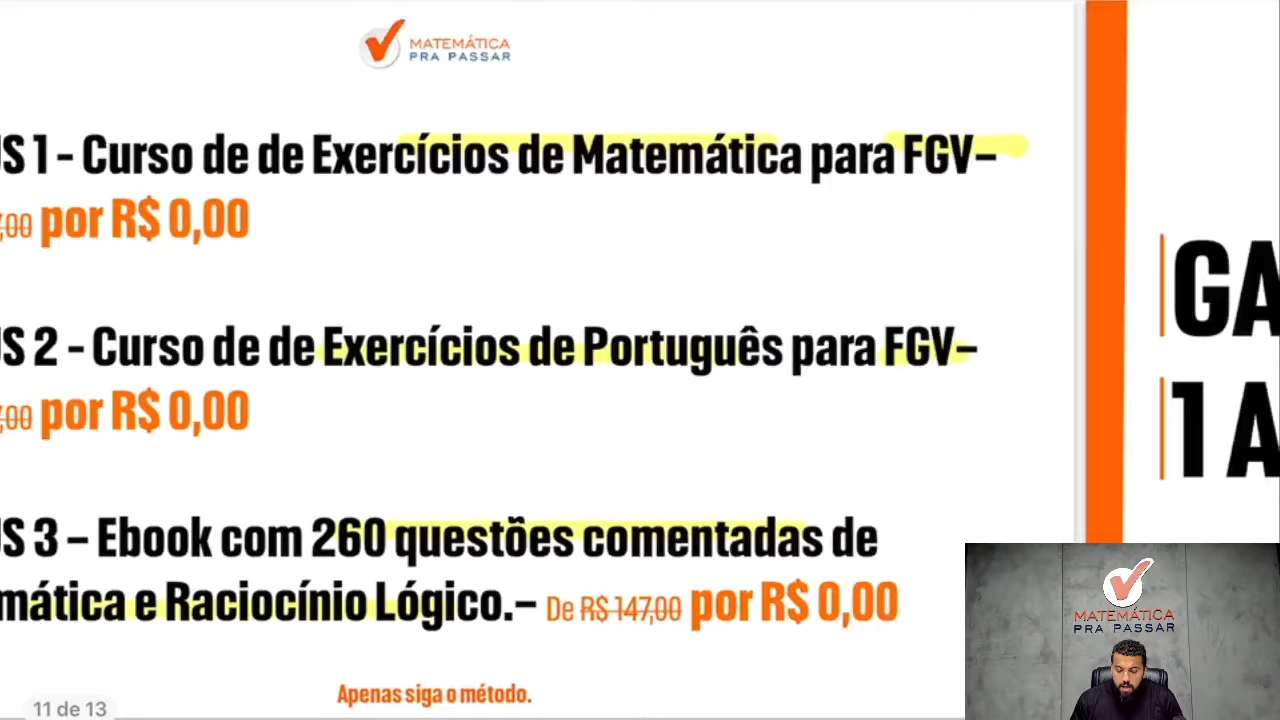 MATEMÁTICA
PRA PASSAR
1 - Curso de de Exercícios de Matemática para FGV–
por R$ 0,00
2 - Curso de de Exercícios de Português para FGV–
por R$ 0,00
3 – Ebook com 260 questões comentadas de
e Raciocínio Lógico.– De R$ 147,00 por R$ 0,00
Apenas siga o método.
11 de 13
GA
1 A
MATEMÁTICA
PRA PASSAR